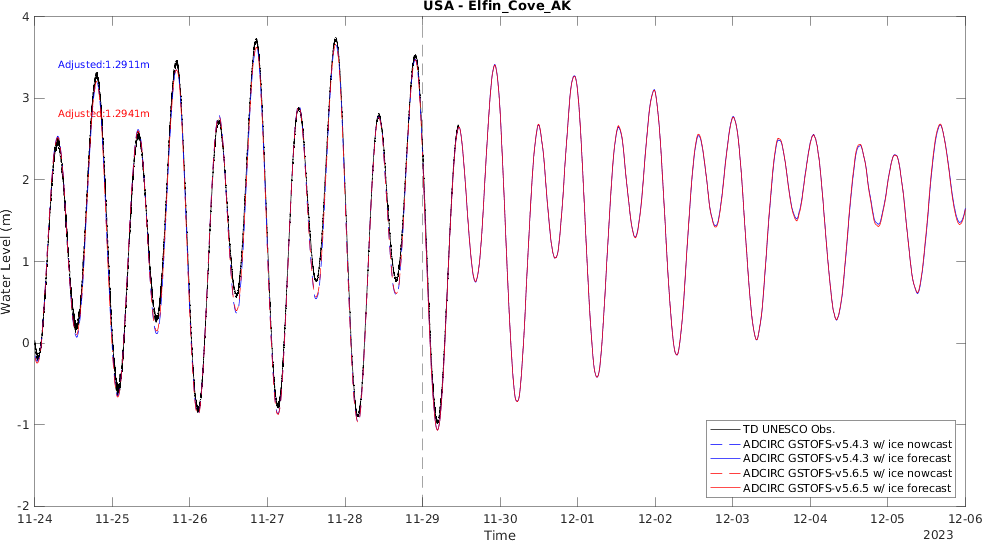 USA - Elfin_Cove_AK
Water Level (m)
4
3
2
1
0
-1
-2
Adjusted:1.2911m
Adjusted:1.2941m
TD UNESCO Obs.
ADCIRC GSTOFS-v5.4.3 w/ ice nowcast
ADCIRC GSTOFS-v5.4.3 w/ ice forecast
ADCIRC GSTOFS-v5.6.5 w/ ice nowcast
ADCIRC GSTOFS-v5.6.5 w/ ice forecast
11-24 11-25 11-26 11-27 11-28 11-29 11-30 12-01 12-02 12-03 12-04 12-05 12-06
Time
2023